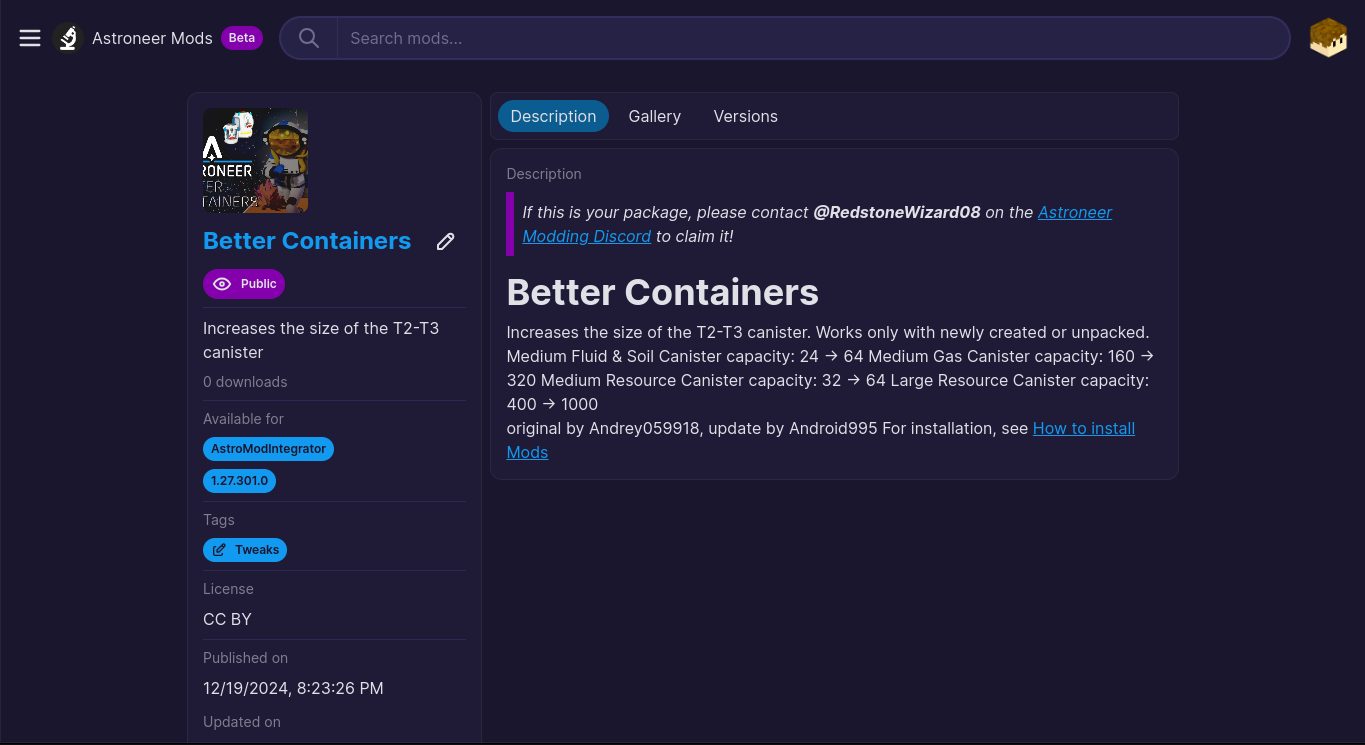 Astroneer Mods Beta
Search mods...
Better Containers
Public
Increases the size of the T2-T3
canister
0 downloads
Available for
AstroModIntegrator
1.27.301.0
Tags
Tweaks
License
CC BY
Published on
12/19/2024, 8:23:26 PM
Updated on
Description Gallery Versions
Description
If this is your package, please contact @RedstoneWizard08 on the Astroneer
Modding Discord to claim it!
Better Containers
Increases the size of the T2-T3 canister. Works only with newly created or unpacked.
Medium Fluid & Soil Canister capacity: 24 → 64 Medium Gas Canister capacity: 160 →
320 Medium Resource Canister capacity: 32 → 64 Large Resource Canister capacity:
400 → 1000
original by Andrey059918, update by Android995 For installation, see How to install
Mods